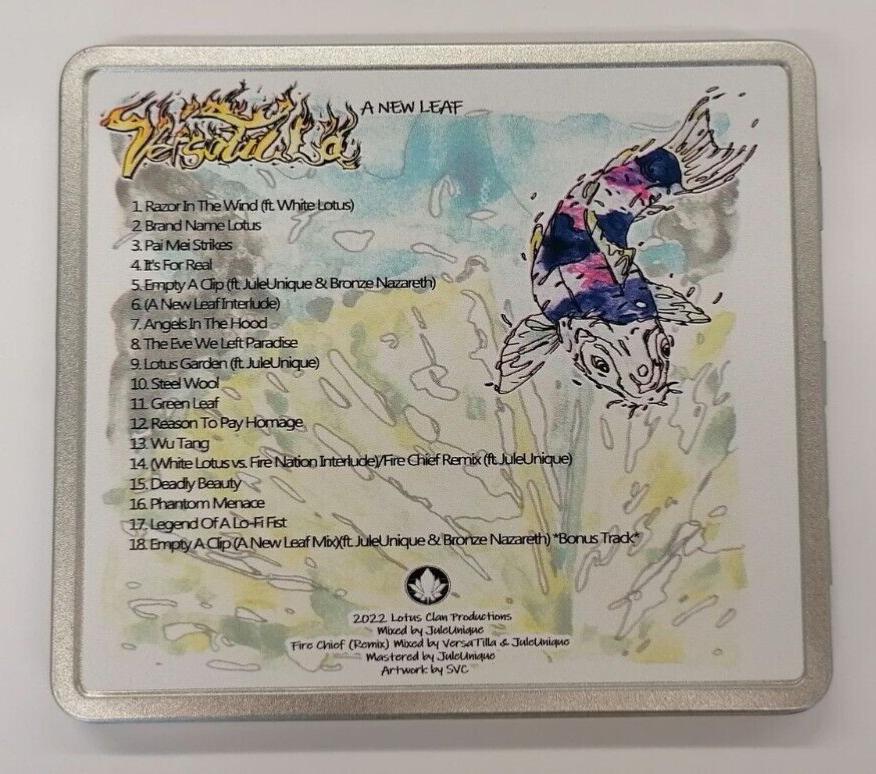 VersaTilla
A NEW LEAF
1. Razor In The Wind (ft. White Lotus)
2. Brand Name Lotus
3. Pai Mei Strikes
4. It's For Real
5. Empty A Clip (ft. JuleUnique & Bronze Nazareth)
6. (A New Leaf Interlude)
7. Angels In The Hood
8. The Eve We Left Paradise
9. Lotus Garden (ft. JuleUnique)
10. Steel Wool
11. Green Leaf
12. Reason To Pay Homage
13. Wu Tang
14. (White Lotus vs. Fire Nation Interlude)/Fire Chief Remix (ft. JuleUnique)
15. Deadly Beauty
16. Phantom Menace
17. Legend Of A Lo-Fi Fist
18. Empty A Clip (A New Leaf Mix)(ft. JuleUnique & Bronze Nazareth) *Bonus Track*
2022 Lotus Clan Productions
Mixed by JuleUnique
Fire Chief (Remix) Mixed by VersaTilla & JuleUnique
Mastered by JuleUnique
Artwork by SVC